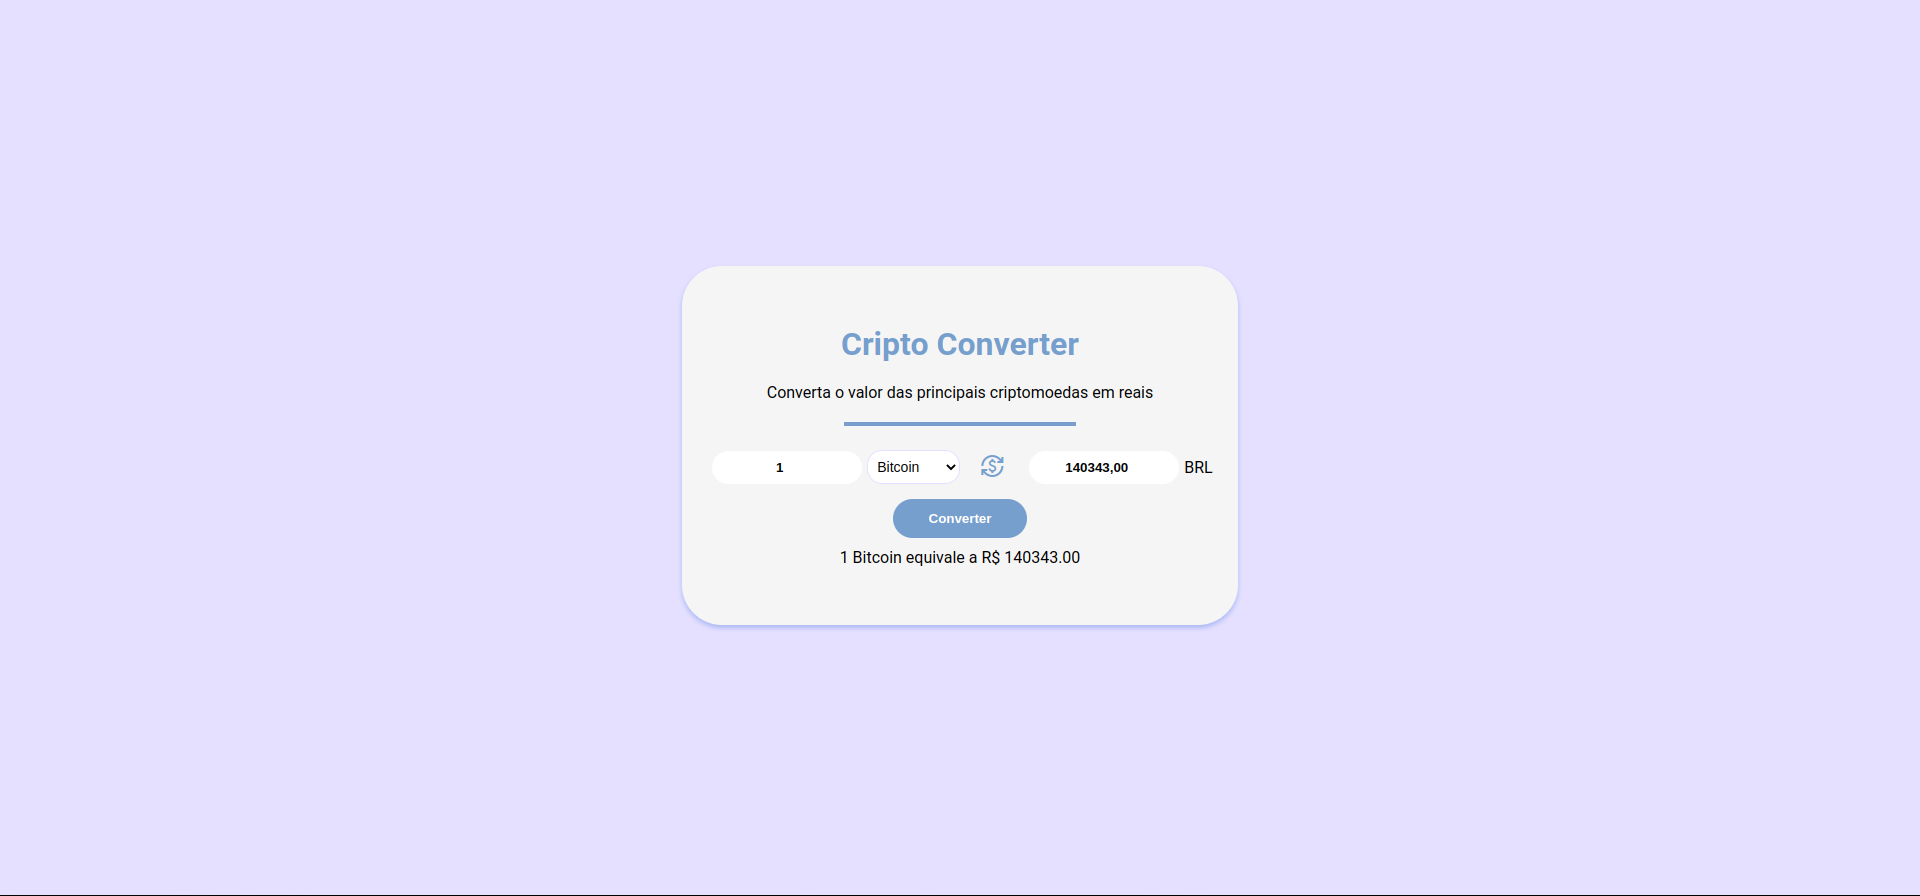 Cripto Converter
Converta o valor das principais criptomoedas em reais
1 Bitcoin 140343,00 BRL
Converter
1 Bitcoin equivale a R$ 140343.00